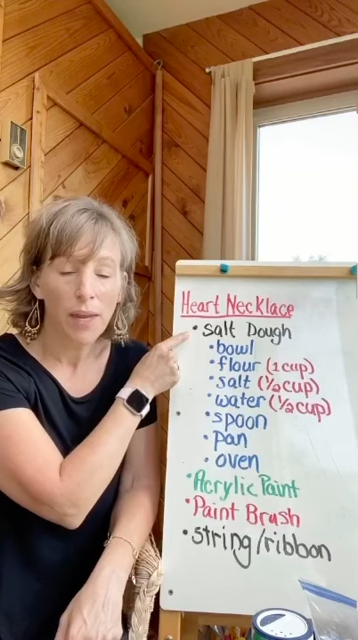 Heart Necklace
• Salt Dough
• bowl
• flour (1 cup)
• salt (½ cup)
• water (½ cup)
• spoon
• pan
• oven
• Acrylic Paint
• Paint Brush
• string/ribbon